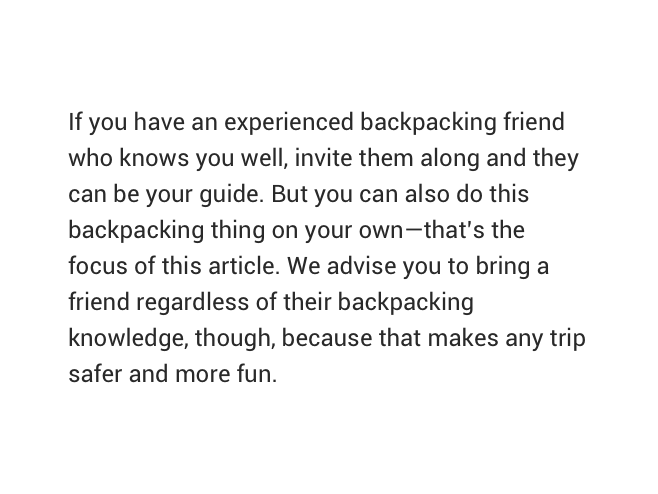 If you have an experienced backpacking friend
who knows you well, invite them along and they
can be your guide. But you can also do this
backpacking thing on your own—that's the
focus of this article. We advise you to bring a
friend regardless of their backpacking
knowledge, though, because that makes any trip
safer and more fun.